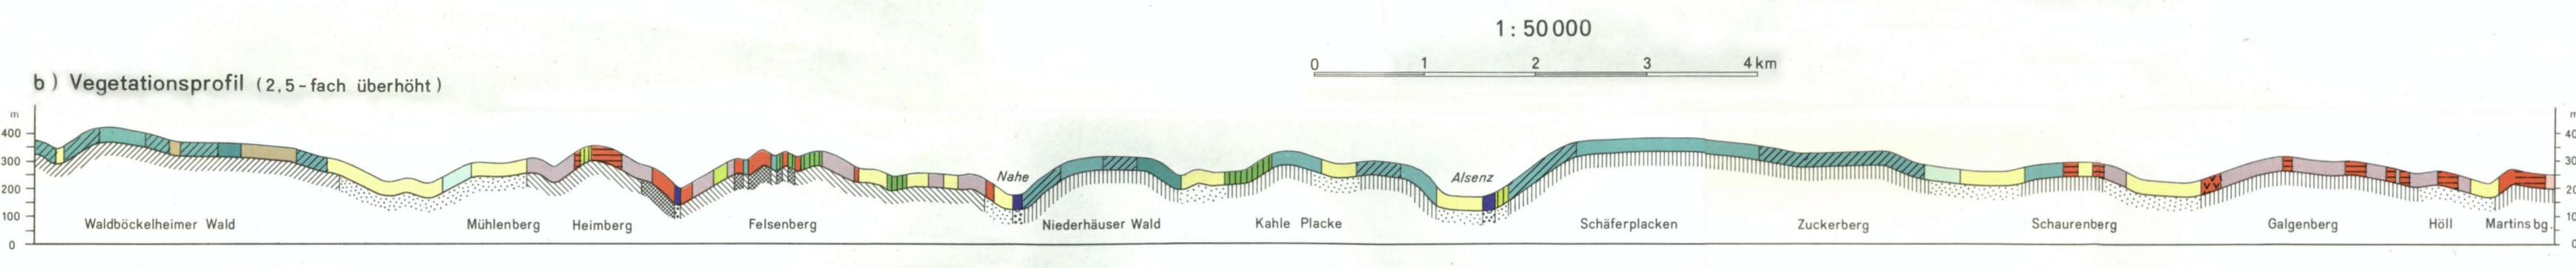 1 : 50 000
0 1 2 3 4 km
b ) Vegetationsprofil ( 2,5 - fach überhöht )
m m
400 40
300 30
Nahe Alsenz
200 20
100 10
Waldböckelheimer Wald Mühlenberg Heimberg Felsenberg Niederhäuser Wald Kahle Placke Schäferplacken Zuckerberg Schaurenberg Galgenberg Höll Martinsbg.
0 0